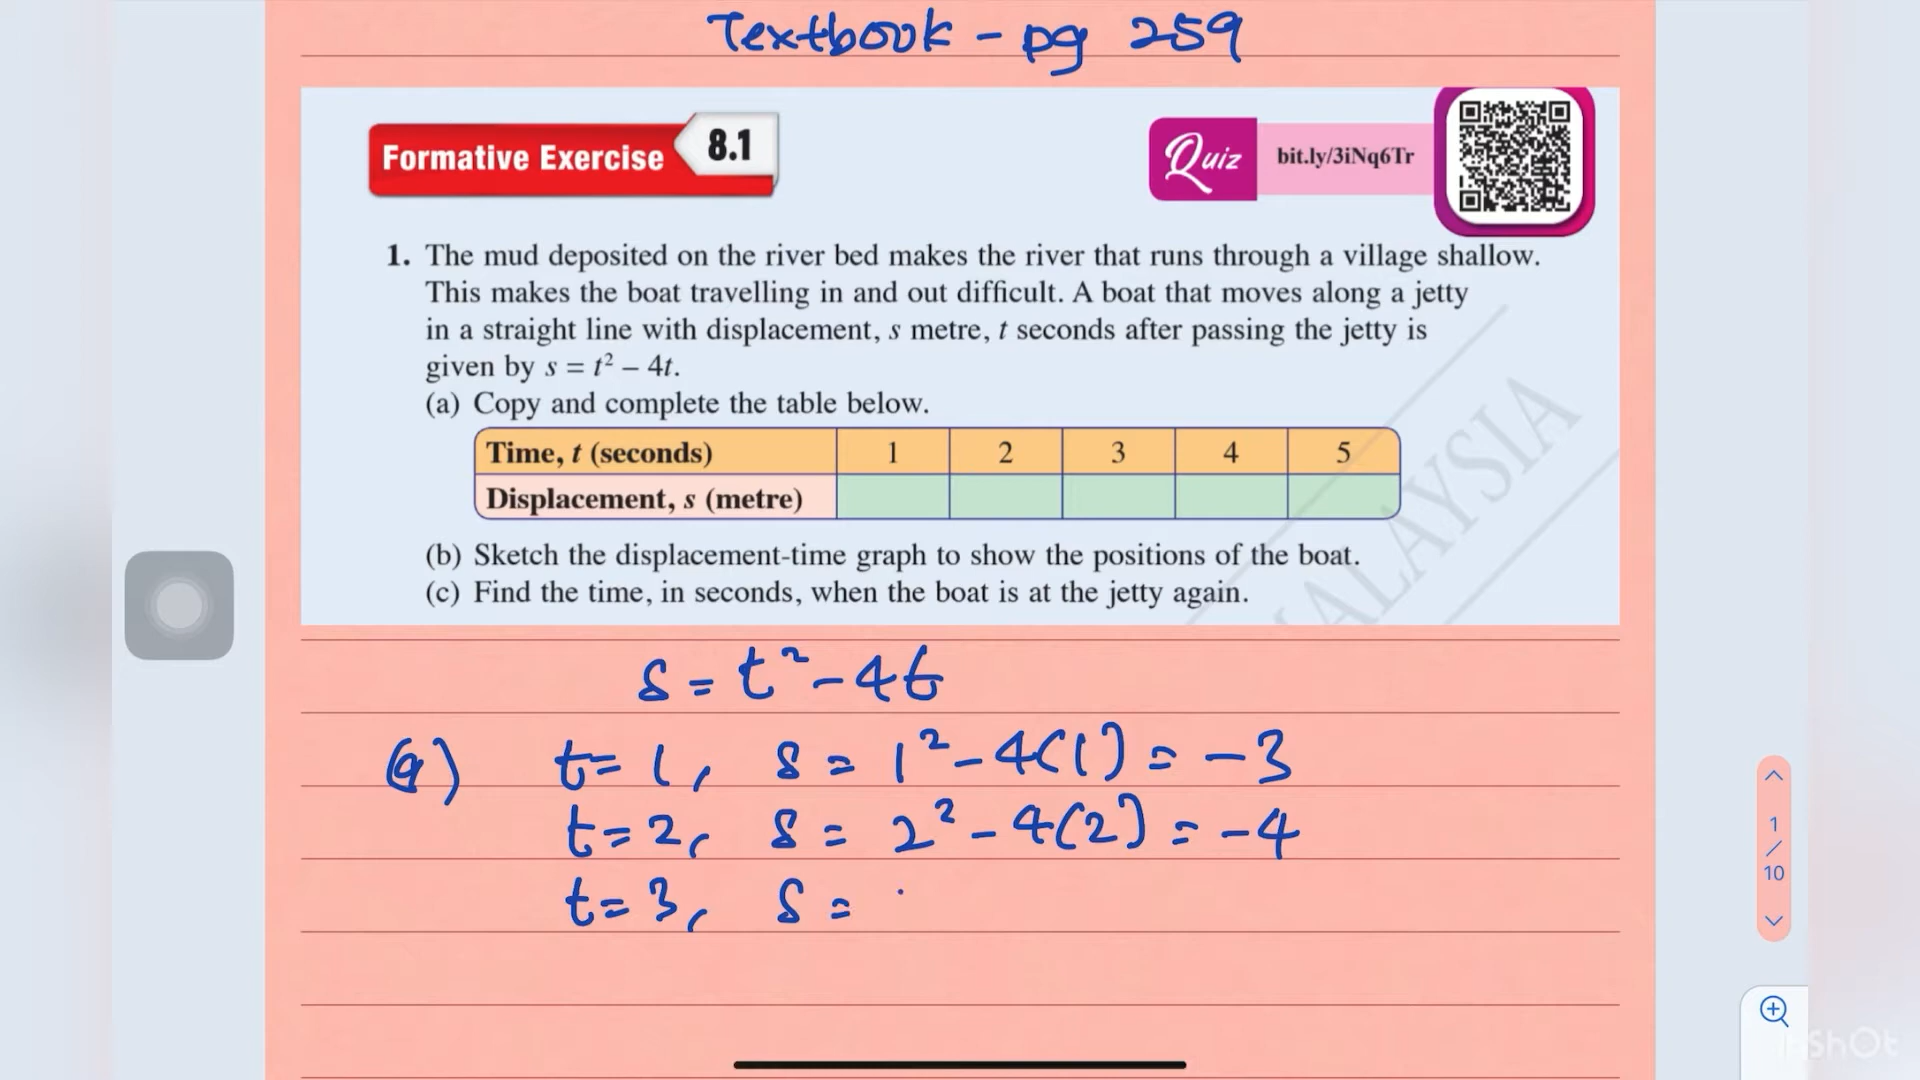 Textbook - pg 259
Formative Exercise 8.1
Quiz bit.ly/3iNq6Tr
1. The mud deposited on the river bed makes the river that runs through a village shallow.
This makes the boat travelling in and out difficult. A boat that moves along a jetty
in a straight line with displacement, s metre, t seconds after passing the jetty is
given by s = t² – 4t.
(a) Copy and complete the table below.
Time, t (seconds) 1 2 3 4 5
Displacement, s (metre)
(b) Sketch the displacement-time graph to show the positions of the boat.
(c) Find the time, in seconds, when the boat is at the jetty again.
s = t² - 4t
(a) t = 1, s = 1² - 4(1) = -3
t = 2, s = 2² - 4(2) = -4
t = 3, s =
1
/
10